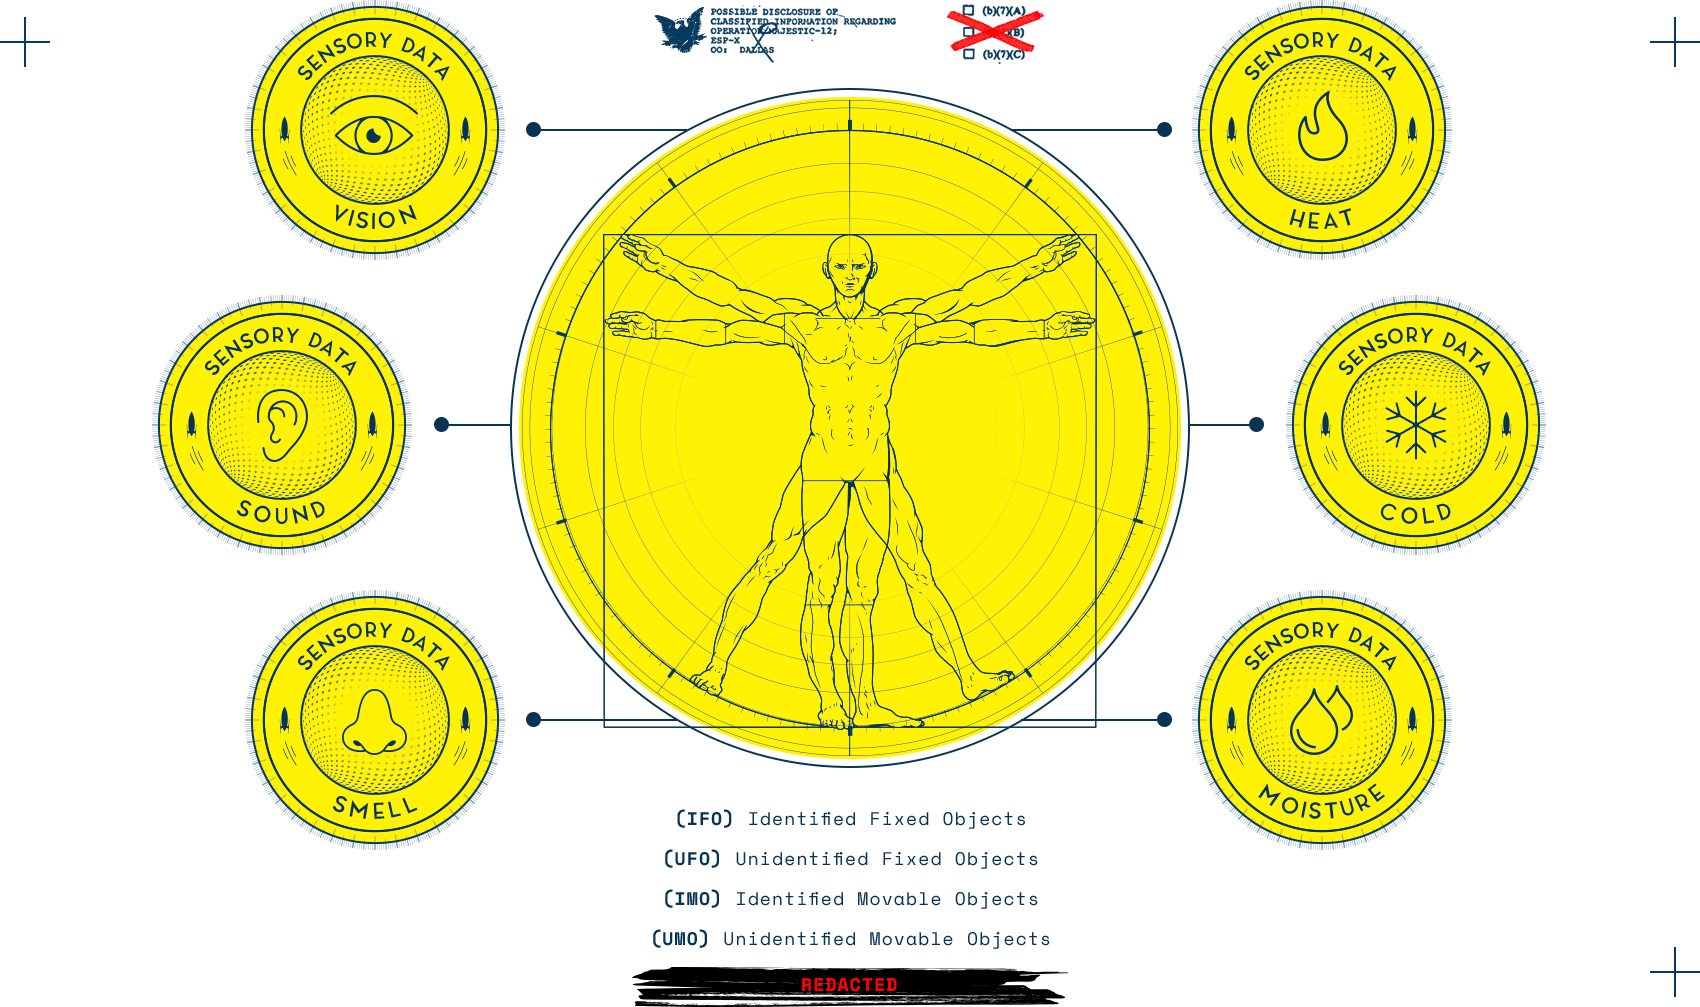 POSSIBLE DISCLOSURE OF
CLASSIFIED INFORMATION REGARDING
OPERATION MAJESTIC-12;
ESP-X
OO: DALLAS
(b)(7)(A)
(B)
(b)(7)(C)
SENSORY DATA
VISION
SENSORY DATA
HEAT
SENSORY DATA
SOUND
SENSORY DATA
COLD
SENSORY DATA
SMELL
SENSORY DATA
MOISTURE
(IFO) Identified Fixed Objects
(UFO) Unidentified Fixed Objects
(IMO) Identified Movable Objects
(UMO) Unidentified Movable Objects
REDACTED